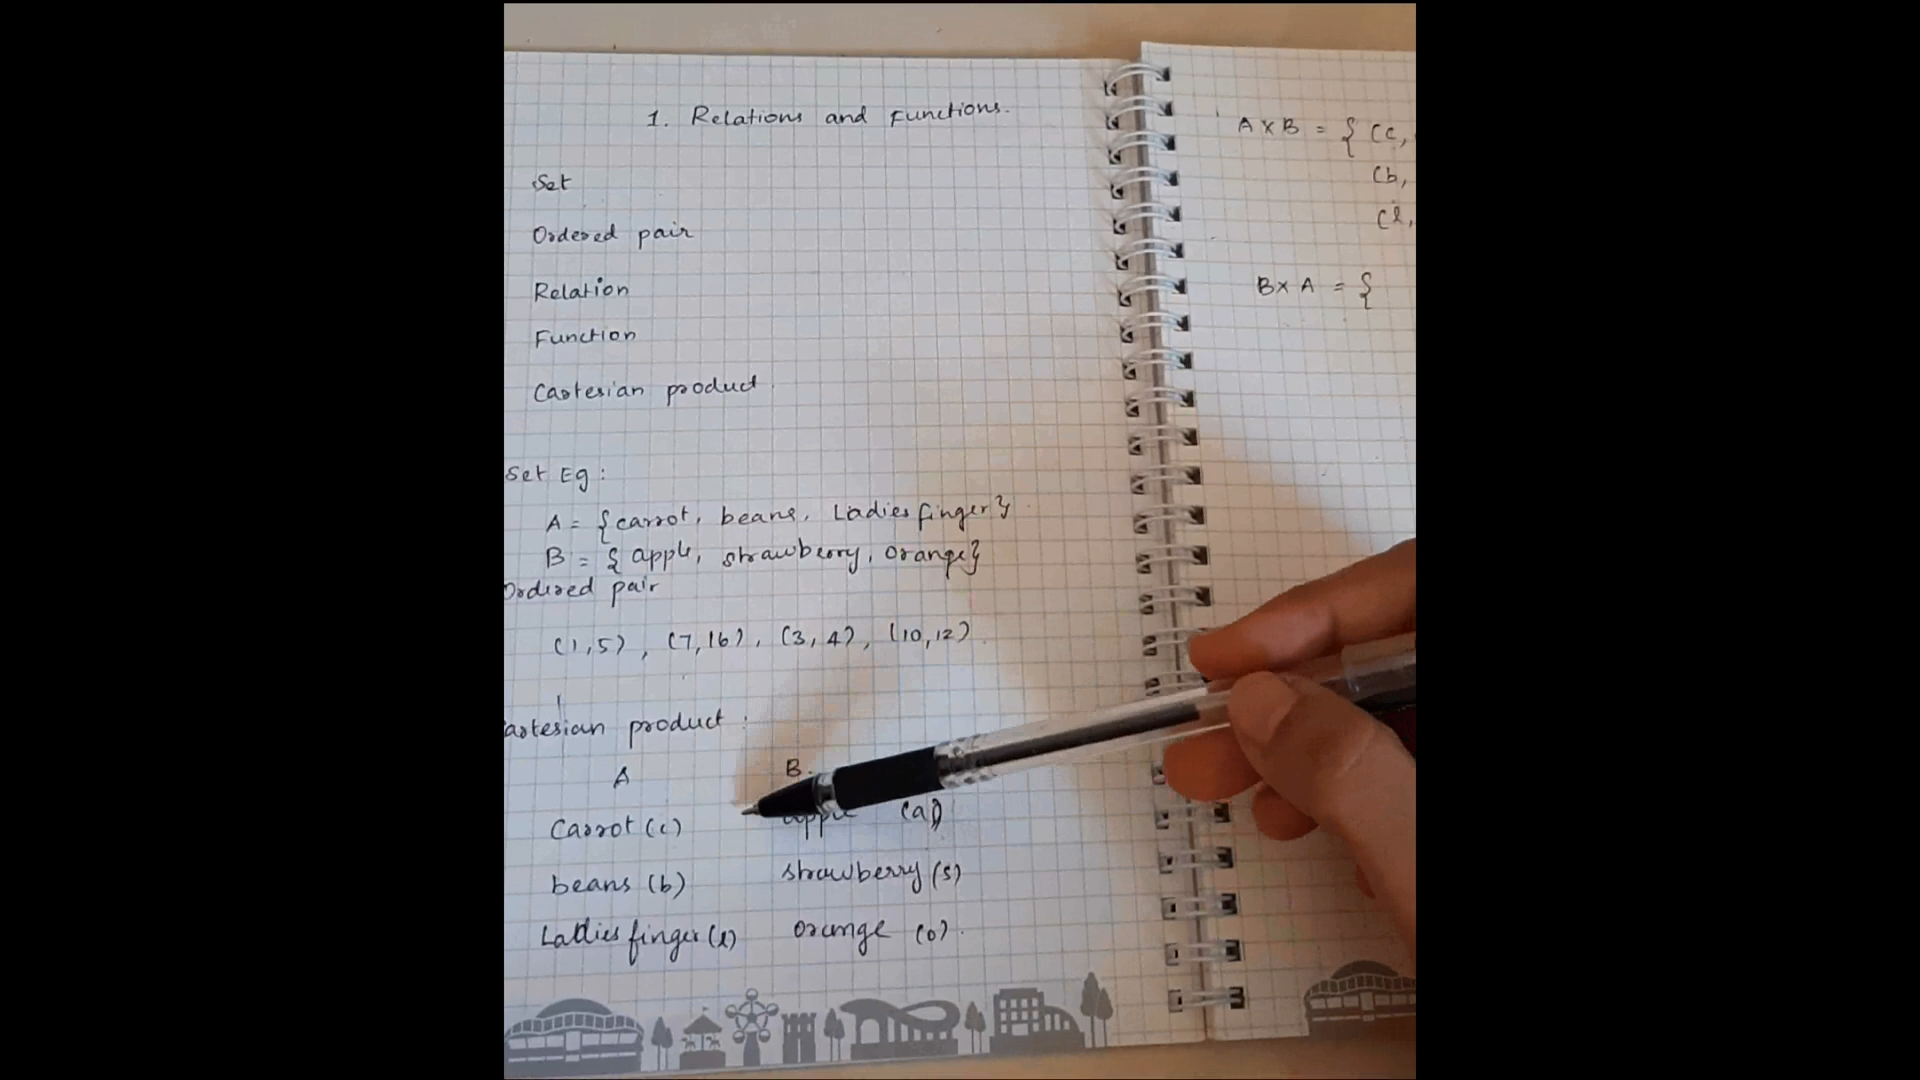 1. Relations and Functions.
Set
Ordered pair
Relation
Function
Cartesian product.
Set Eg :
A = {carrot, beans, Ladies finger}
B = {apple, strawberry, orange}
Ordered pair
(1,5), (7,16), (3,4), (10,12).
artesian product :
A B.
Carrot (c) apple (a)
beans (b) strawberry (s)
Ladies finger (l) orange (o).
A X B = { (c,
(b,
(l,
B X A = {